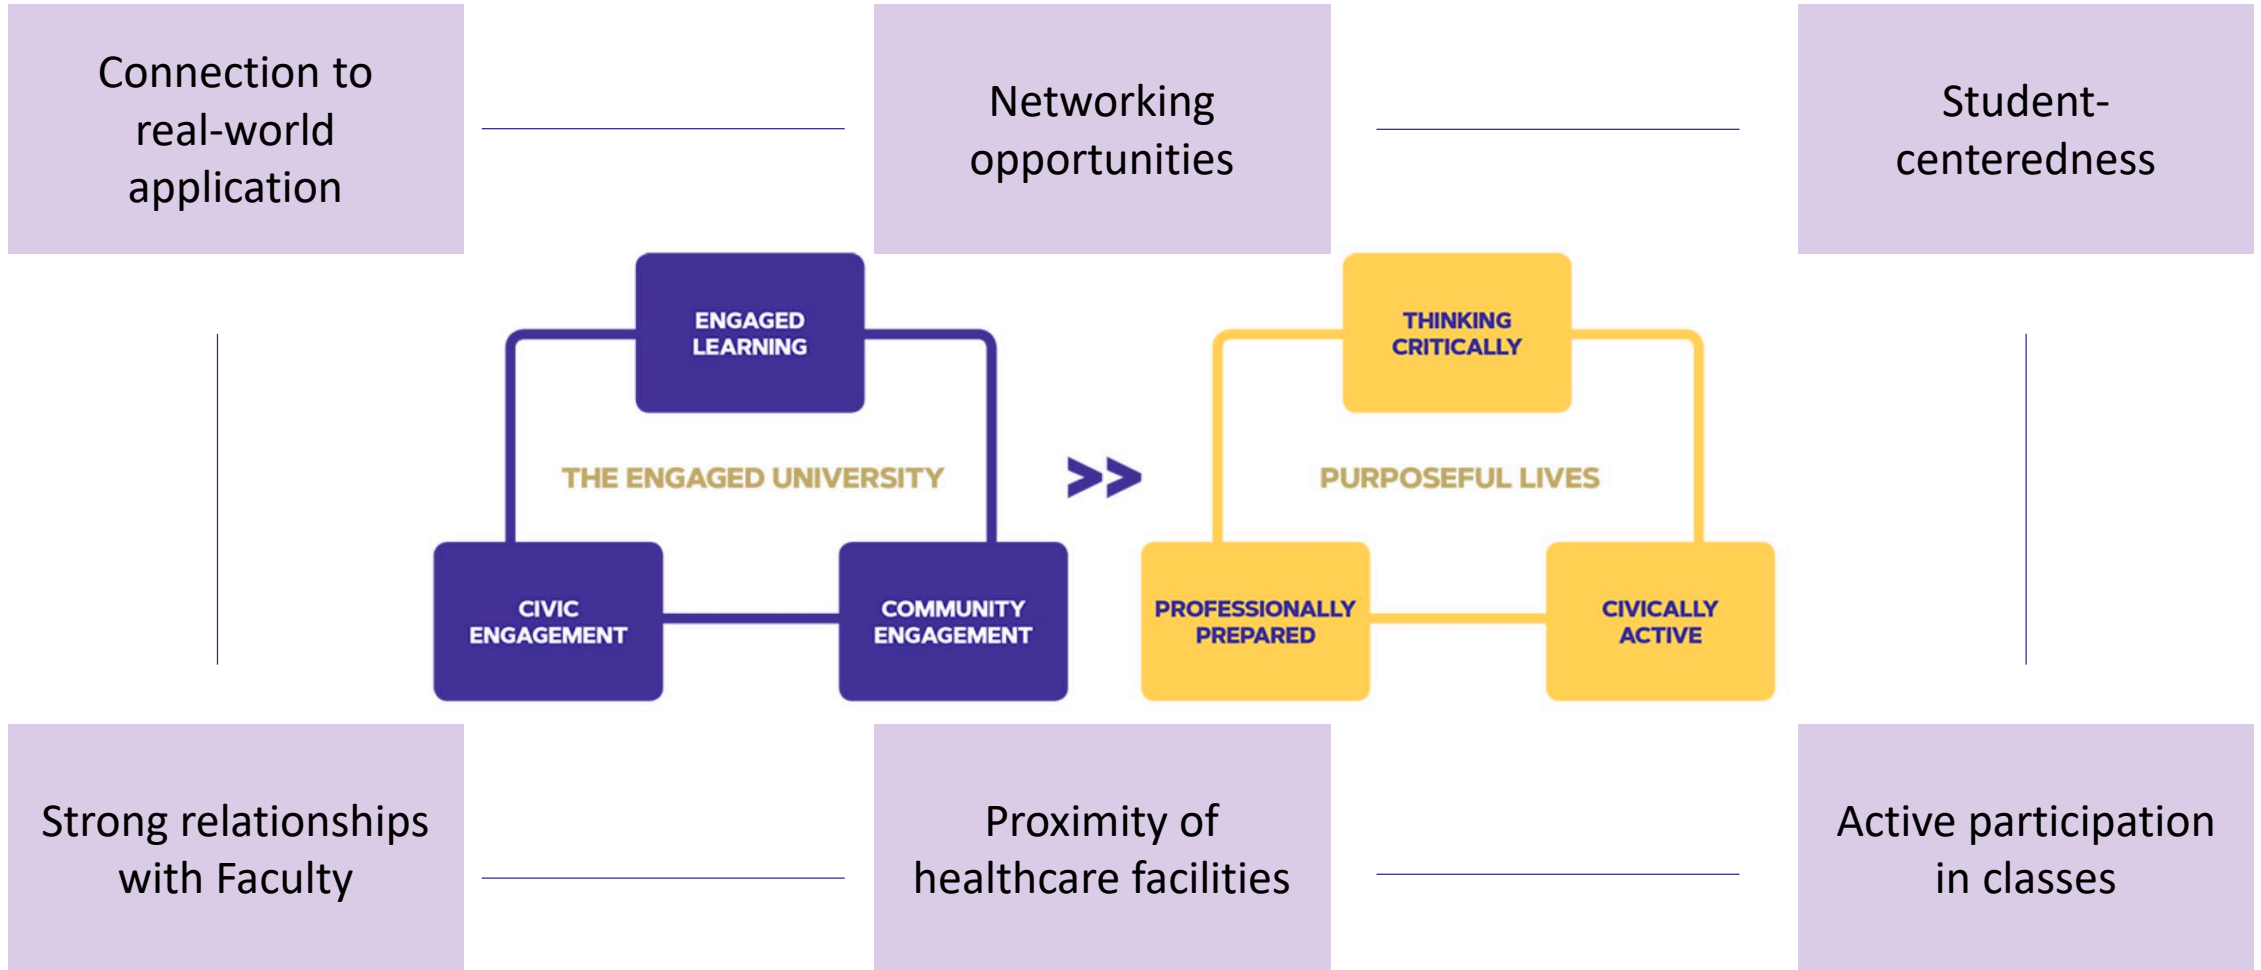 Connection to
real-world
application
Networking
opportunities
Student-
centeredness
ENGAGED
LEARNING
THE ENGAGED UNIVERSITY
CIVIC
ENGAGEMENT
COMMUNITY
ENGAGEMENT
>>
THINKING
CRITICALLY
PURPOSEFUL LIVES
PROFESSIONALLY
PREPARED
CIVICALLY
ACTIVE
Strong relationships
with Faculty
Proximity of
healthcare facilities
Active participation
in classes